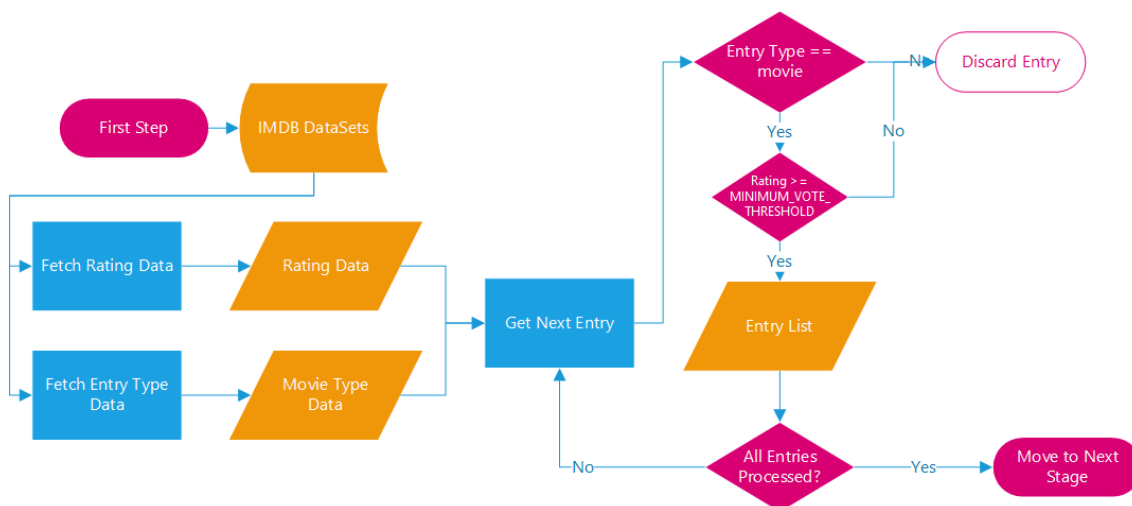 Entry Type ==
movie
No
Discard Entry
First Step
IMDB DataSets
Yes
No
Rating >=
MINIMUM_VOTE_
THRESHOLD
Fetch Rating Data
Rating Data
Yes
Get Next Entry
Entry List
Fetch Entry Type
Data
Movie Type
Data
All Entries
Processed?
No
Yes
Move to Next
Stage